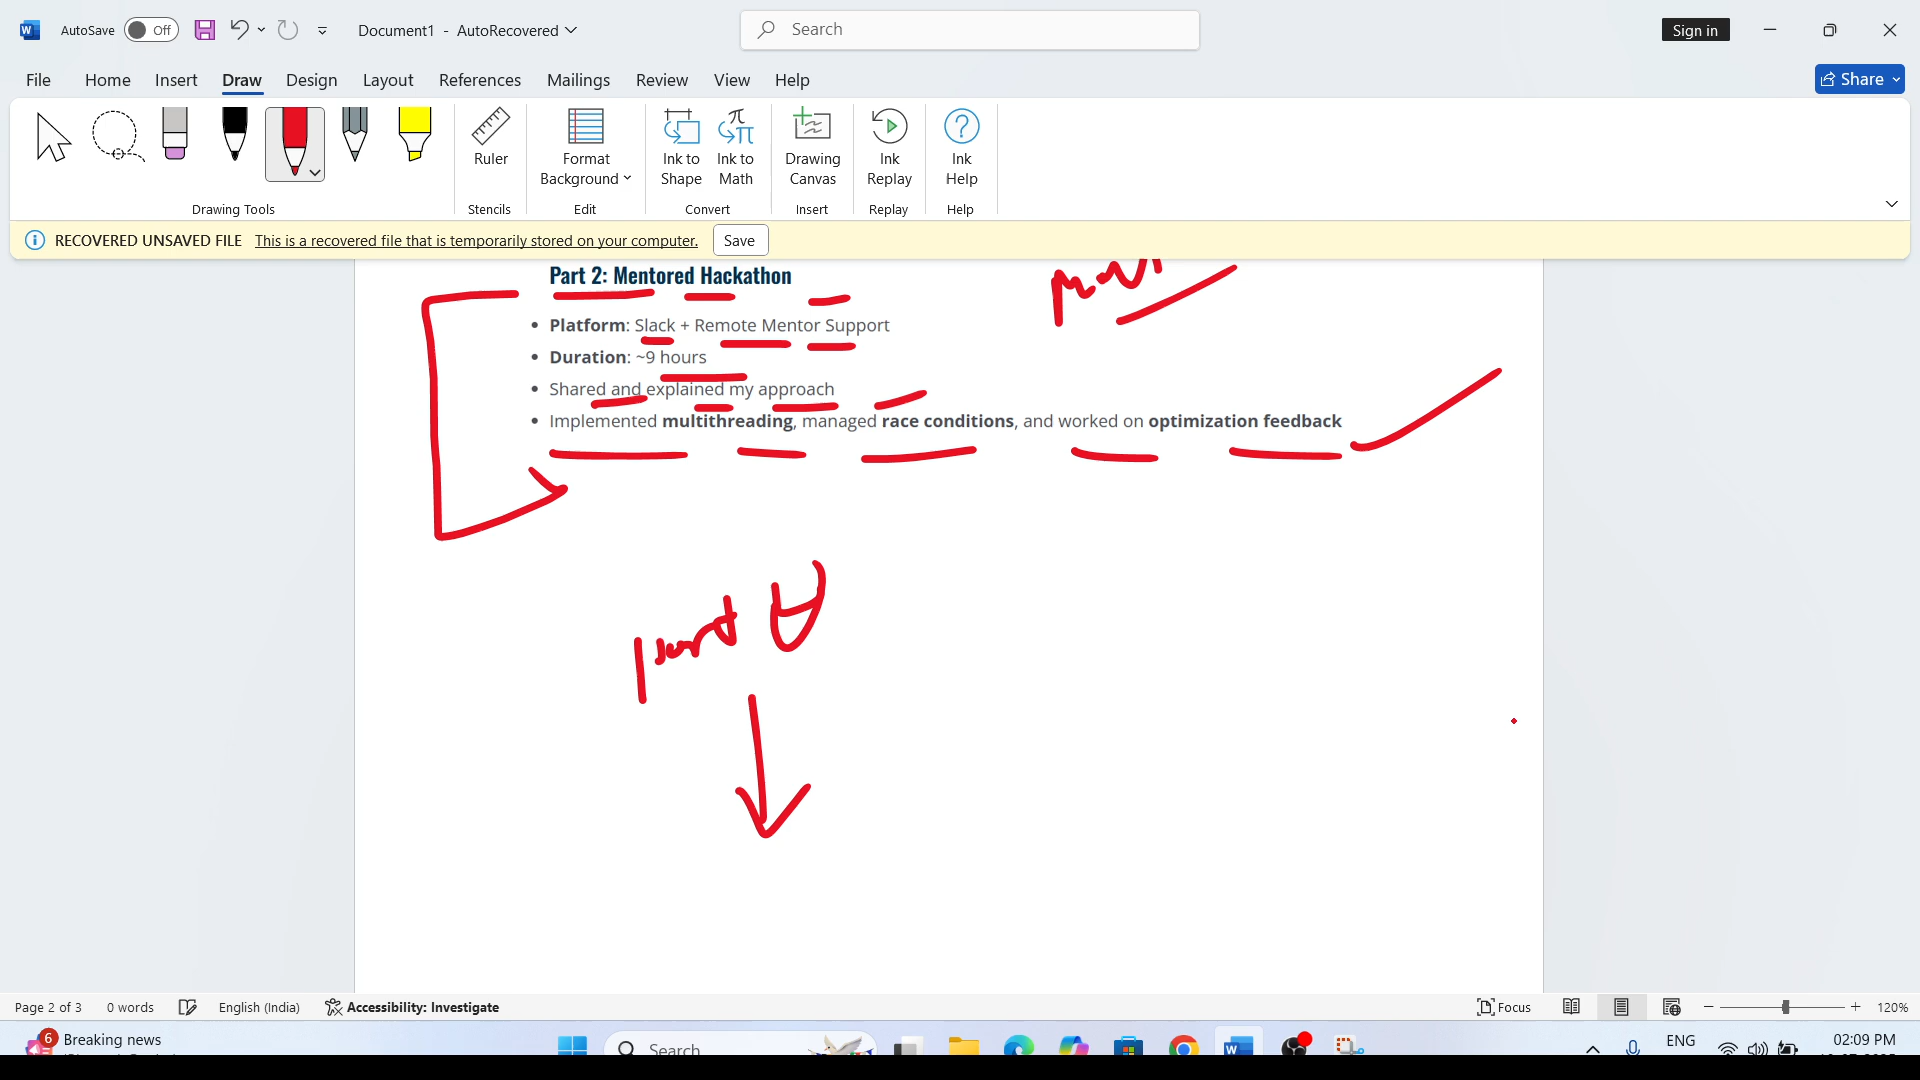 AutoSave Off Document1 - AutoRecovered Search Sign in
File Home Insert Draw Design Layout References Mailings Review View Help Share
Ruler Format Background Ink to Shape Ink to Math Drawing Canvas Ink Replay Ink Help
Drawing Tools Stencils Edit Convert Insert Replay Help
RECOVERED UNSAVED FILE This is a recovered file that is temporarily stored on your computer. Save
Part 2: Mentored Hackathon
• Platform: Slack + Remote Mentor Support
• Duration: ~9 hours
• Shared and explained my approach
• Implemented multithreading, managed race conditions, and worked on optimization feedback
part
Page 2 of 3 0 words English (India) Accessibility: Investigate Focus 120%
6 Breaking news Search ENG 02:09 PM